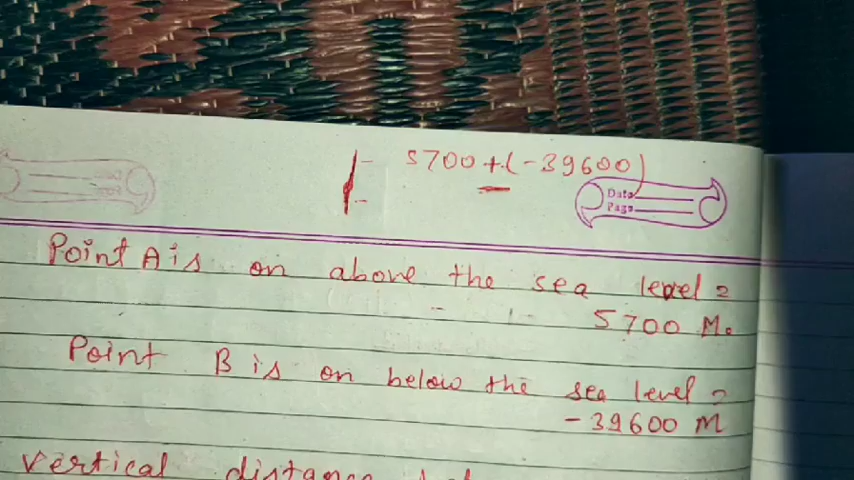 5700 + (-39600)
Date
Page
Point A is on above the sea level =
5700 M.
Point B is on below the sea level =
-39600 M
Vertical distance